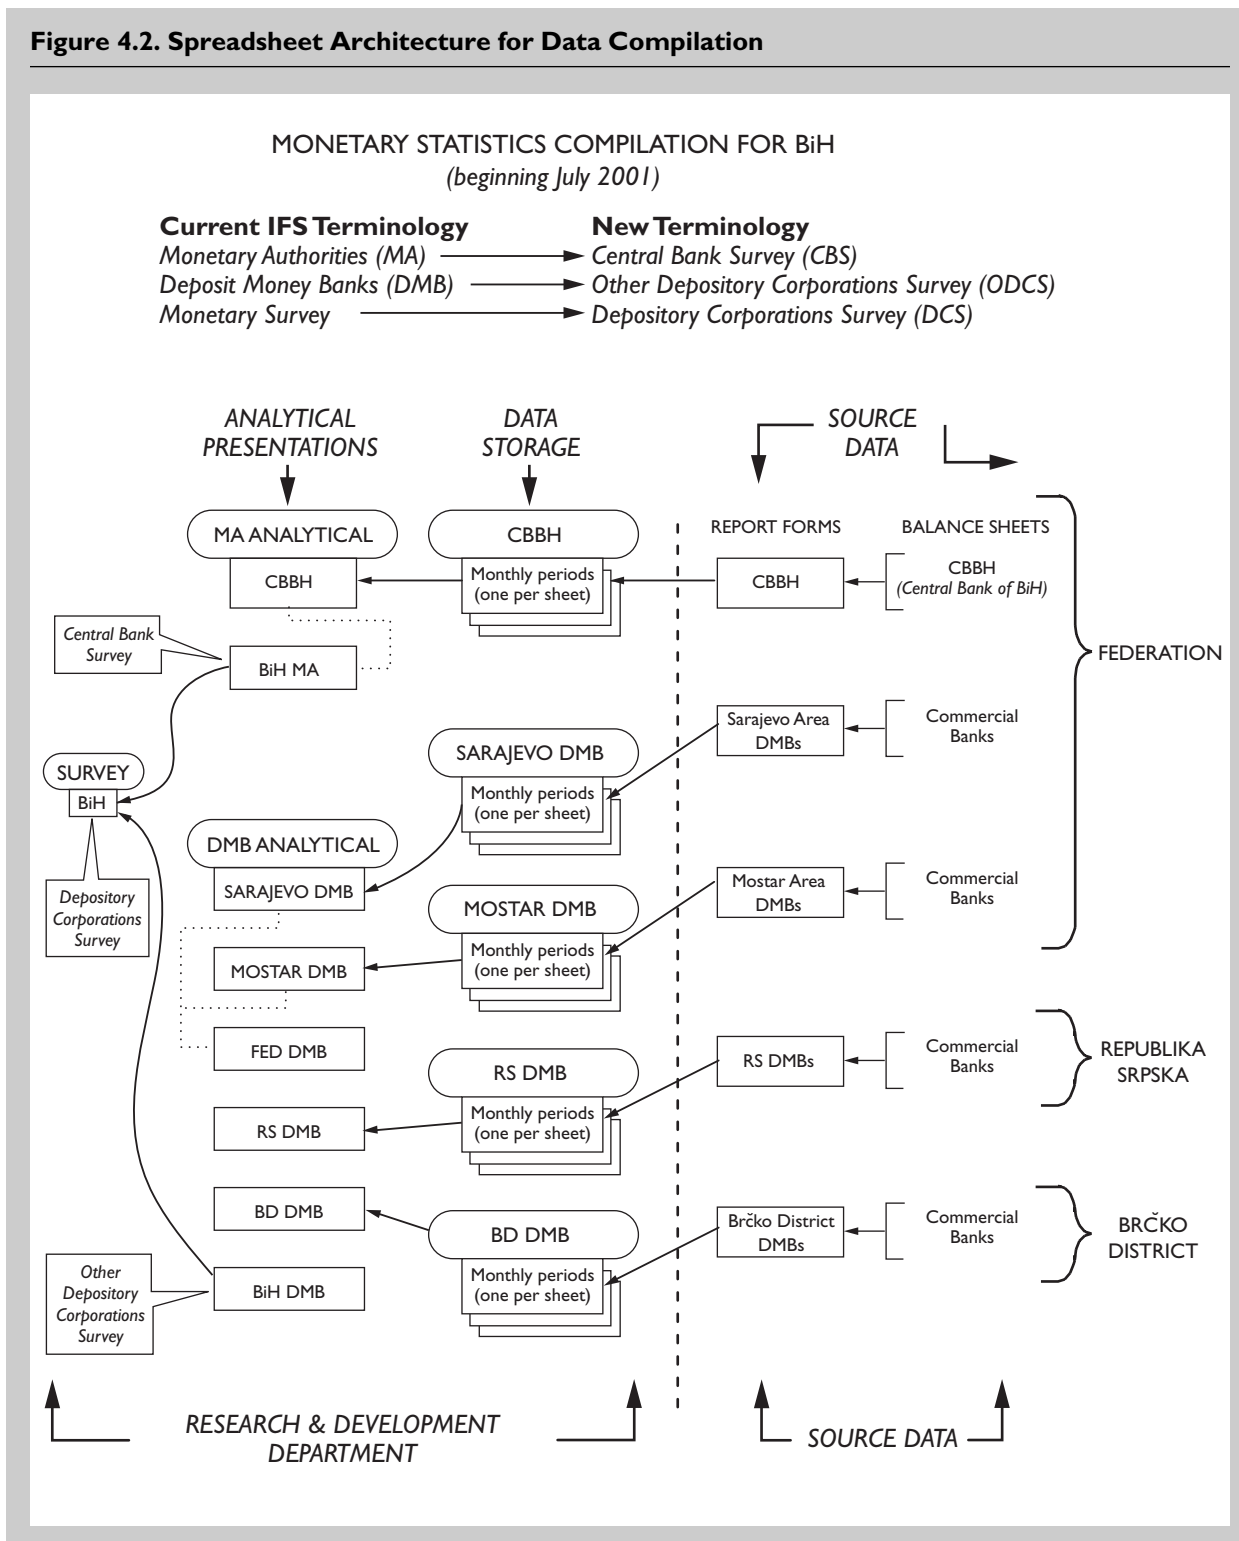 Figure 4.2. Spreadsheet Architecture for Data Compilation
MONETARY STATISTICS COMPILATION FOR BiH
(beginning July 2001)
Current IFS Terminology
New Terminology
Monetary Authorities (MA)
Central Bank Survey (CBS)
Deposit Money Banks (DMB)
Other Depository Corporations Survey (ODCS)
Monetary Survey
Depository Corporations Survey (DCS)
ANALYTICAL
PRESENTATIONS
DATA
STORAGE
SOURCE
DATA
MA ANALYTICAL
CBBH
CBBH
Monthly periods
(one per sheet)
REPORT FORMS
CBBH
BALANCE SHEETS
CBBH
(Central Bank of BiH)
Central Bank
Survey
BiH MA
FEDERATION
Sarajevo Area
DMBs
Commercial
Banks
SURVEY
BiH
SARAJEVO DMB
Monthly periods
(one per sheet)
DMB ANALYTICAL
SARAJEVO DMB
Depository
Corporations
Survey
Mostar Area
DMBs
Commercial
Banks
MOSTAR DMB
Monthly periods
(one per sheet)
MOSTAR DMB
FED DMB
RS DMBs
Commercial
Banks
REPUBLIKA
SRPSKA
RS DMB
Monthly periods
(one per sheet)
RS DMB
BD DMB
BD DMB
Monthly periods
(one per sheet)
Brčko District
DMBs
Commercial
Banks
BRČKO
DISTRICT
Other
Depository
Corporations
Survey
BiH DMB
RESEARCH & DEVELOPMENT
DEPARTMENT
SOURCE DATA